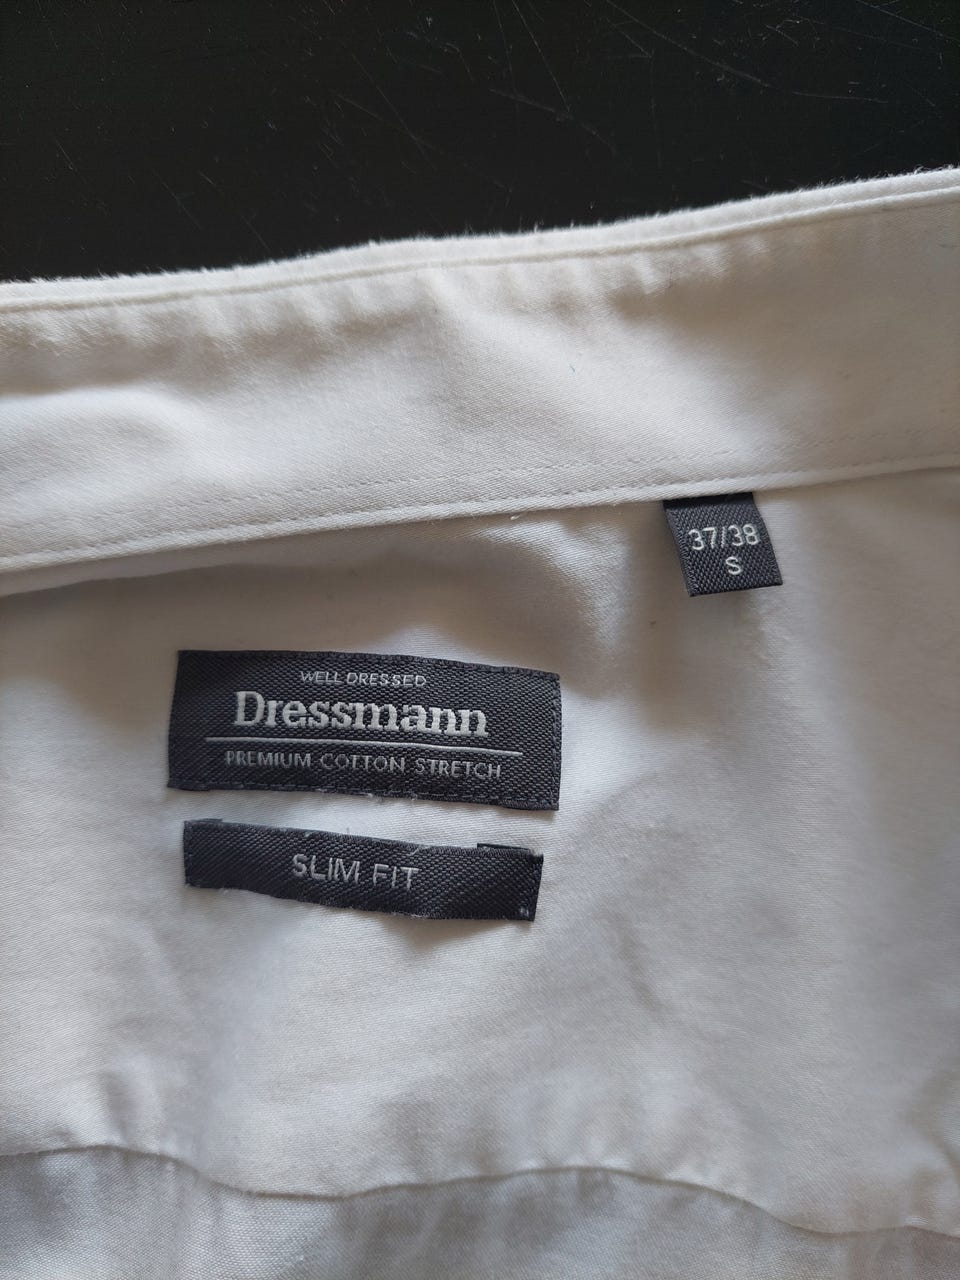 37/38
S
WELL DRESSED
Dressmann
PREMIUM COTTON STRETCH
SLIM FIT